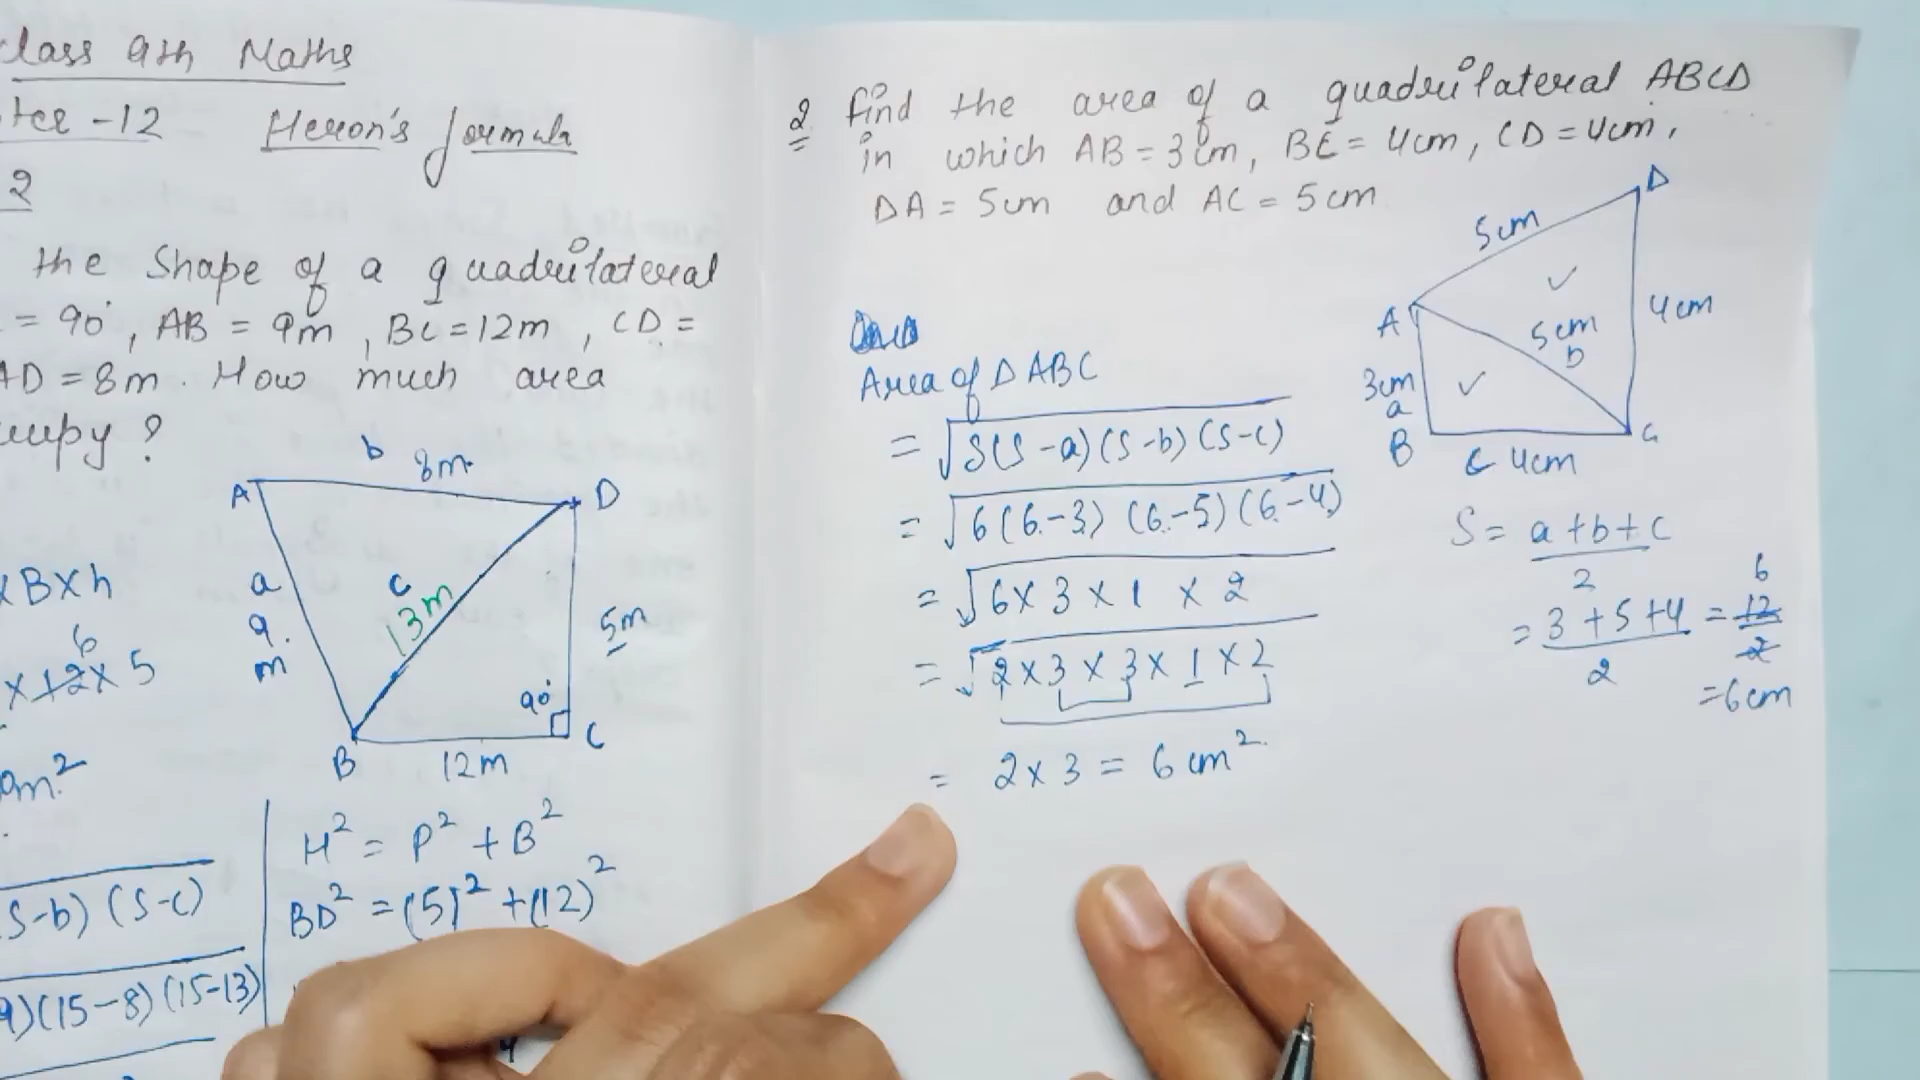 class 9th Maths
ter - 12 Heron's formula
2
the Shape of a quadrilateral
= 90°, AB = 9m, BC = 12m, CD =
AD = 8m. How much area
cupy ?
b 8m.
A D
a
9.
m
c
13m
5m
90°
B 12m C
x B x h
6
x 12 x 5
0m²
S-b) (S-c)
9)(15-8)(15-13)
H² = P² + B²
BD² = (5)² + (12)²
2 find the area of a quadrilateral ABCD
in which AB = 3cm, BC = 4cm, CD = 4cm,
DA = 5cm and AC = 5cm
D
5cm
A 5cm 4cm
b
3cm
a
B c 4cm C
Area of Δ ABC
= √S(S-a)(S-b)(S-c)
= √6(6-3)(6-5)(6-4)
= √6 x 3 x 1 x 2
= √2 x 3 x 3 x 1 x 2
= 2 x 3 = 6 cm²
S = a + b + c
2
= 3 + 5 + 4 = 12
2 2
6
= 6cm